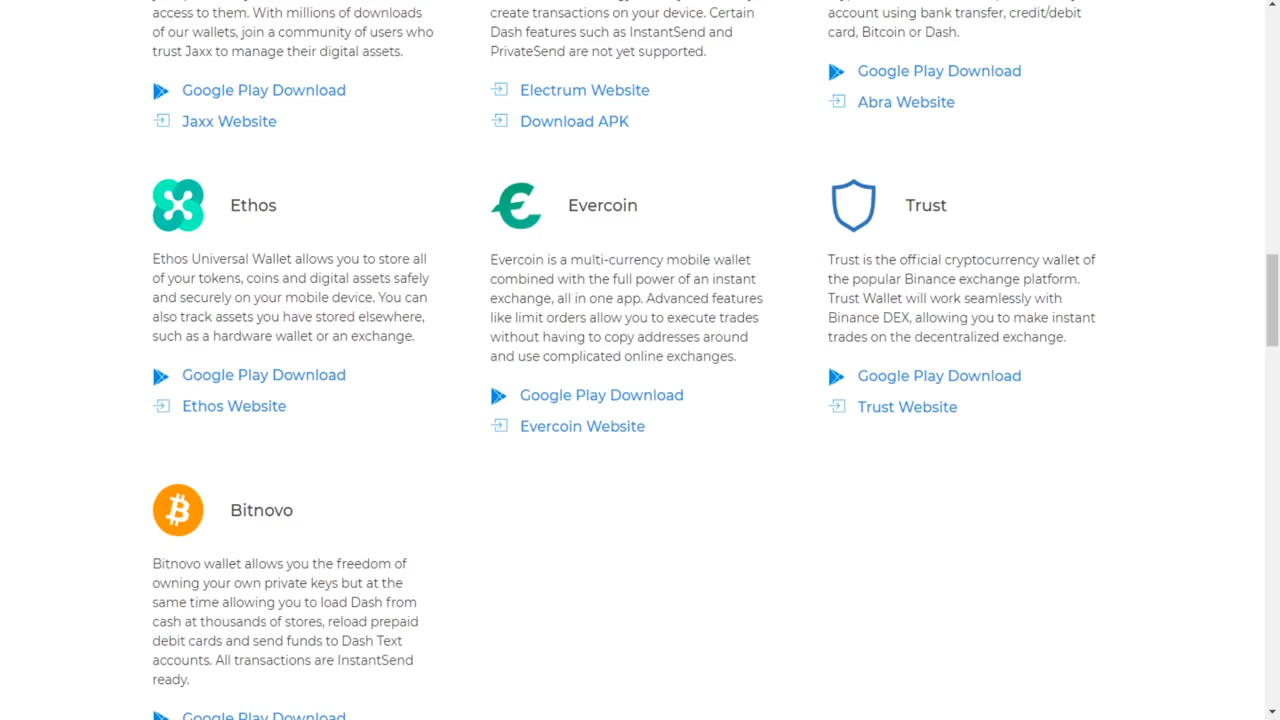 access to them. With millions of downloads
of our wallets, join a community of users who
trust Jaxx to manage their digital assets.
Google Play Download
Jaxx Website
create transactions on your device. Certain
Dash features such as InstantSend and
PrivateSend are not yet supported.
Electrum Website
Download APK
account using bank transfer, credit/debit
card, Bitcoin or Dash.
Google Play Download
Abra Website
Ethos
Ethos Universal Wallet allows you to store all
of your tokens, coins and digital assets safely
and securely on your mobile device. You can
also track assets you have stored elsewhere,
such as a hardware wallet or an exchange.
Google Play Download
Ethos Website
Evercoin
Evercoin is a multi-currency mobile wallet
combined with the full power of an instant
exchange, all in one app. Advanced features
like limit orders allow you to execute trades
without having to copy addresses around
and use complicated online exchanges.
Google Play Download
Evercoin Website
Trust
Trust is the official cryptocurrency wallet of
the popular Binance exchange platform.
Trust Wallet will work seamlessly with
Binance DEX, allowing you to make instant
trades on the decentralized exchange.
Google Play Download
Trust Website
Bitnovo
Bitnovo wallet allows you the freedom of
owning your own private keys but at the
same time allowing you to load Dash from
cash at thousands of stores, reload prepaid
debit cards and send funds to Dash Text
accounts. All transactions are InstantSend
ready.
Google Play Download